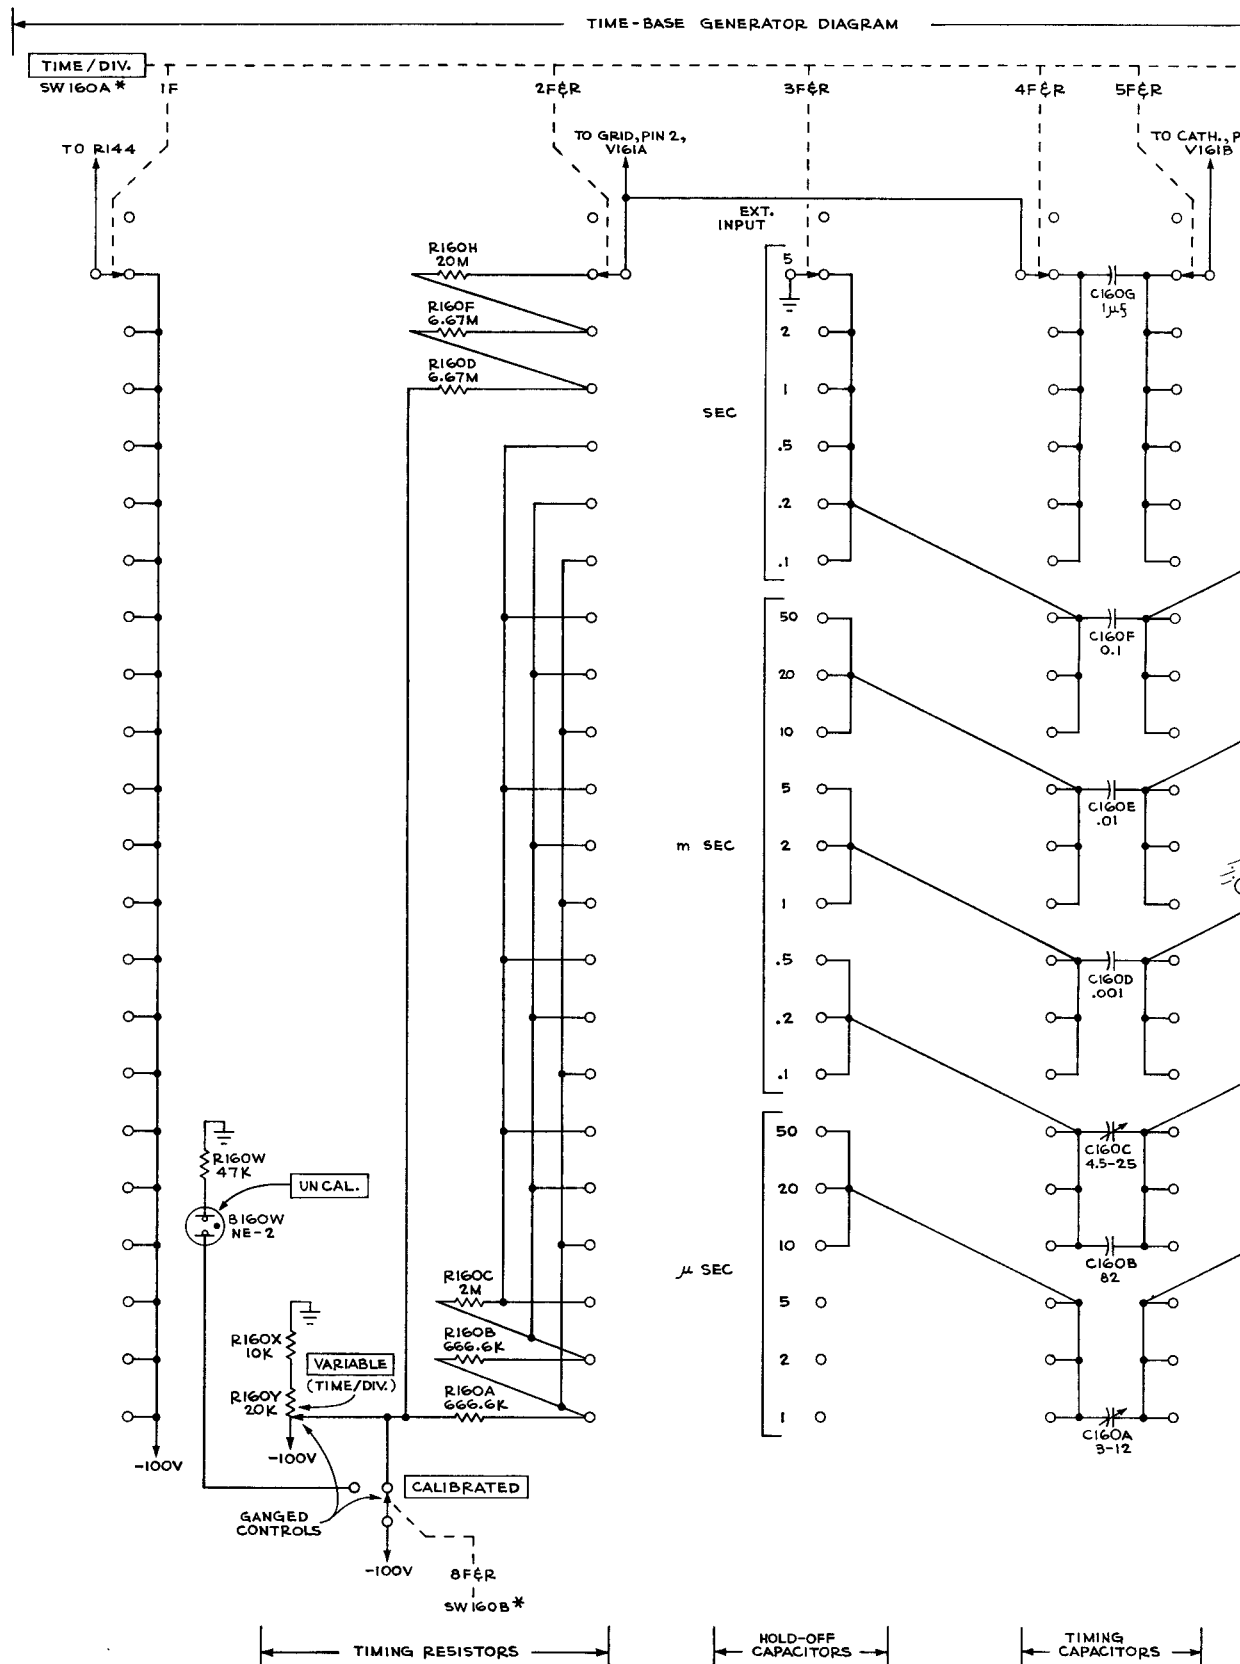 TIME-BASE GENERATOR DIAGRAM
TIME/DIV.
SW160A*
1F
2F&R
3F&R
4F&R
5F&R
TO R144
TO GRID, PIN 2,
V161A
TO CATH., P
V161B
EXT.
INPUT
R160H
20M
R160F
6.67M
R160D
6.67M
SEC
5
2
1
.5
.2
.1
C160G
1µf
m SEC
50
20
10
5
2
1
.5
.2
.1
C160F
0.1
C160E
.01
C160D
.001
µ SEC
50
20
10
5
2
1
C160C
4.5-25
C160B
82
C160A
3-12
R160W
47K
UNCAL.
B160W
NE-2
R160C
2M
R160B
666.6K
R160A
666.6K
R160X
10K
VARIABLE
(TIME/DIV.)
R160Y
20K
-100V
-100V
CALIBRATED
GANGED
CONTROLS
-100V
8F&R
SW160B*
TIMING RESISTORS
HOLD-OFF
CAPACITORS
TIMING
CAPACITORS